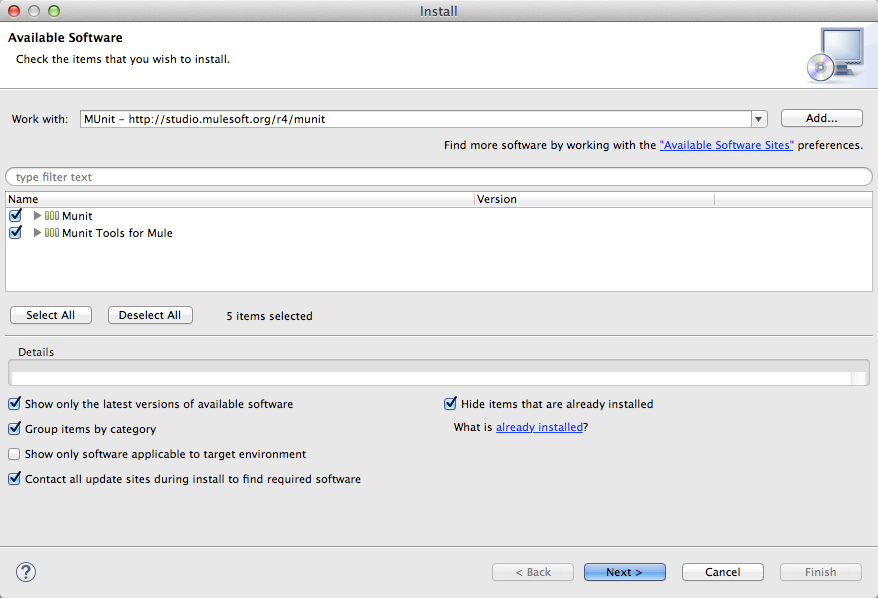 Install
Available Software
Check the items that you wish to install.
Work with: MUnit – http://studio.mulesoft.org/r4/munit Add...
Find more software by working with the "Available Software Sites" preferences.
type filter text
Name Version
Munit
Munit Tools for Mule
Select All Deselect All 5 items selected
Details
Show only the latest versions of available software Hide items that are already installed
Group items by category What is already installed?
Show only software applicable to target environment
Contact all update sites during install to find required software
? < Back Next > Cancel Finish